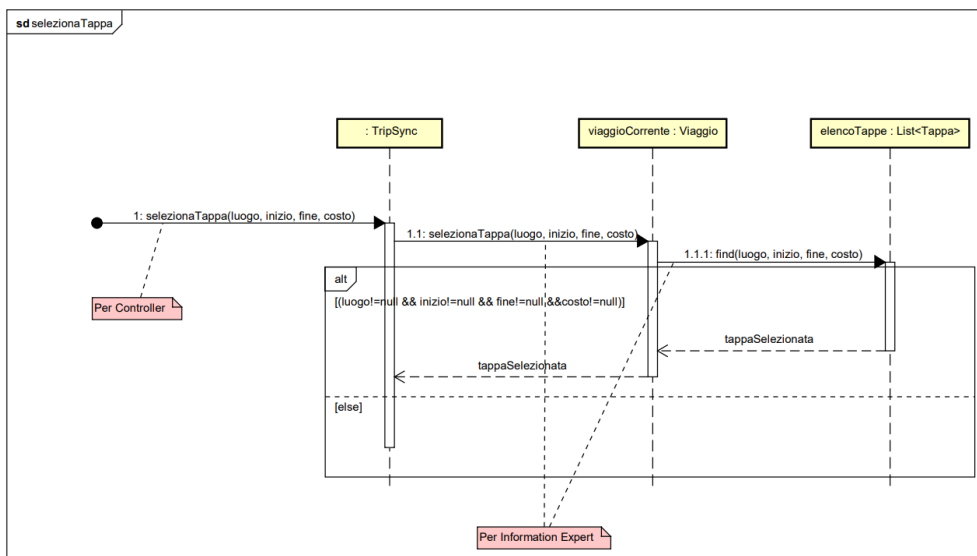 sd selezionaTappa
: TripSync
viaggioCorrente : Viaggio
elencoTappe : List<Tappa>
1: selezionaTappa(luogo, inizio, fine, costo)
1.1: selezionaTappa(luogo, inizio, fine, costo)
1.1.1: find(luogo, inizio, fine, costo)
alt
[(luogo!=null && inizio!=null && fine!=null &&costo!=null)]
Per Controller
tappaSelezionata
tappaSelezionata
[else]
Per Information Expert